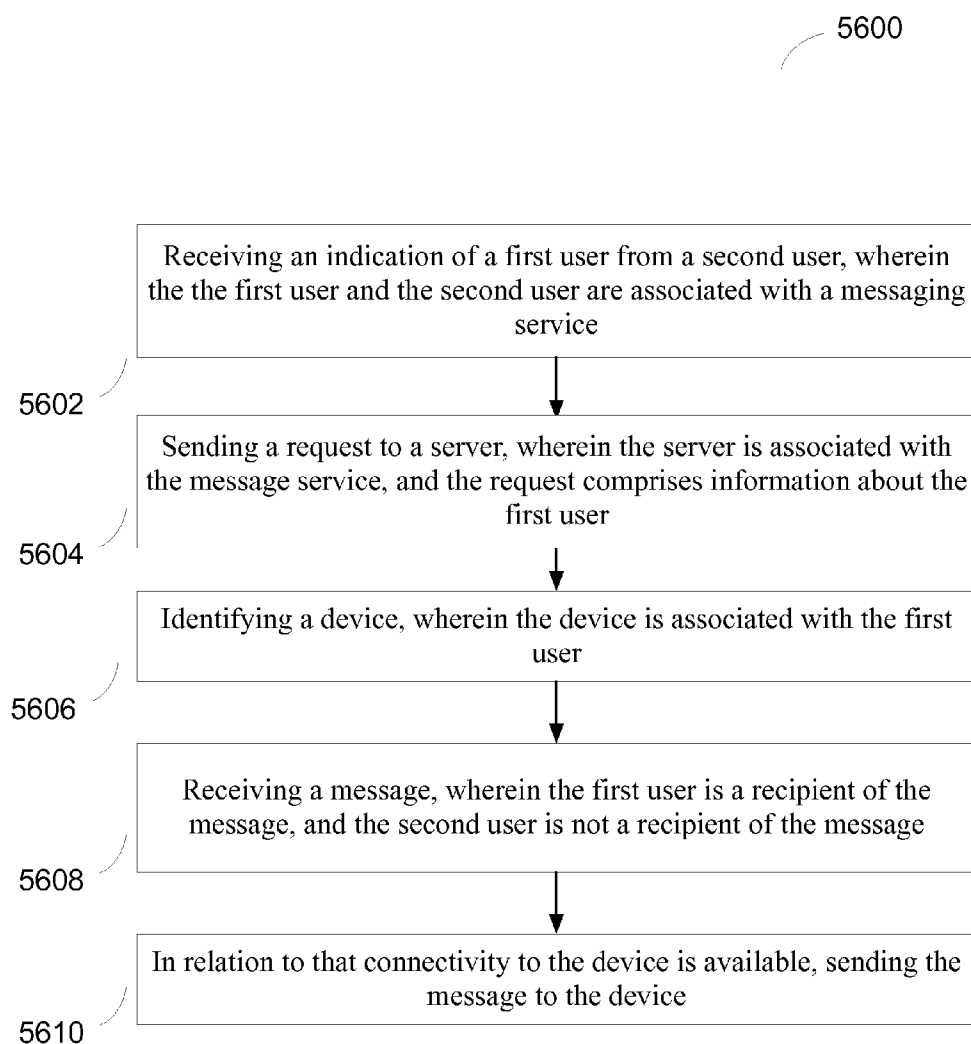 5600
Receiving an indication of a first user from a second user, wherein
the the first user and the second user are associated with a messaging
service
5602
Sending a request to a server, wherein the server is associated with
the message service, and the request comprises information about the
first user
5604
Identifying a device, wherein the device is associated with the first
user
5606
Receiving a message, wherein the first user is a recipient of the
message, and the second user is not a recipient of the message
5608
In relation to that connectivity to the device is available, sending the
message to the device
5610